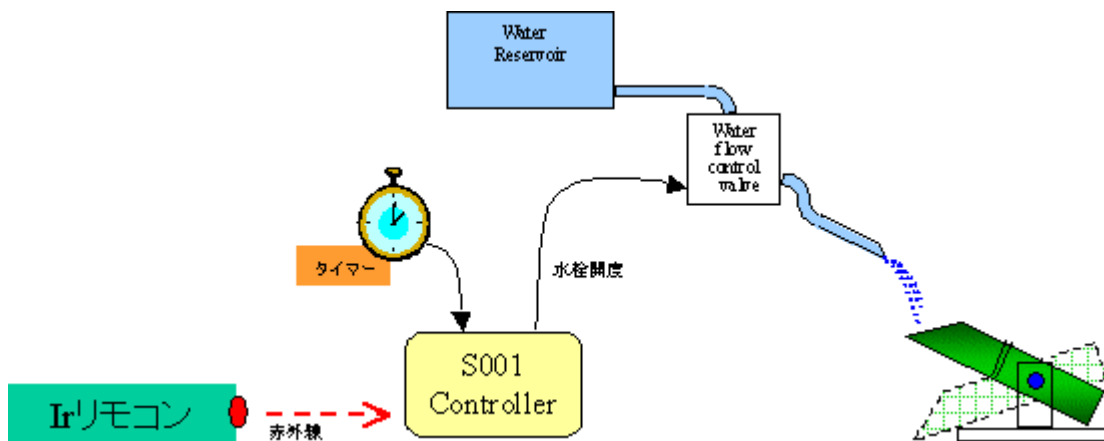 Water
Reservoir
Water
flow
control
valve
タイマー
水栓開度
S001
Controller
Irリモコン
赤外線